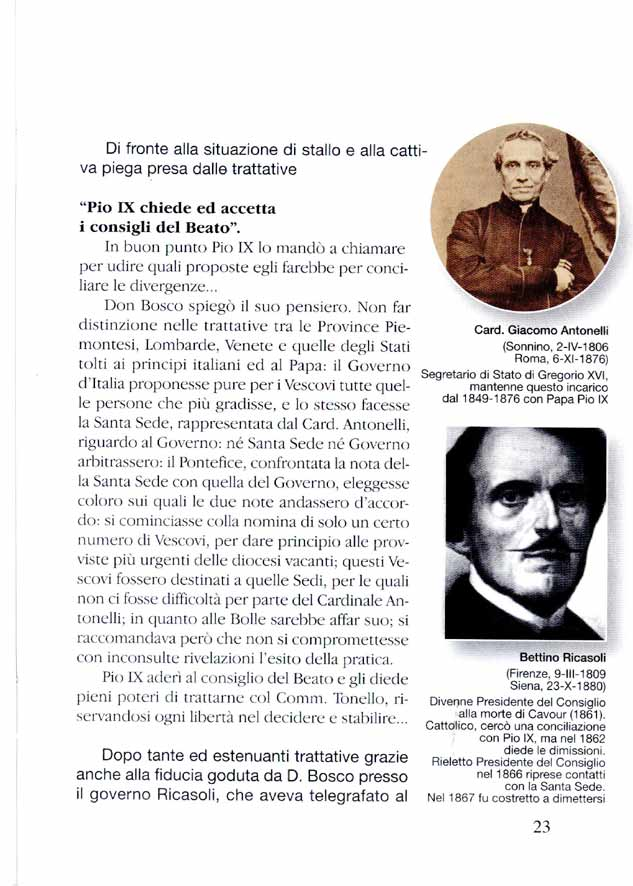 Di fronte alla situazione di stallo e alla catti-
va piega presa dalle trattative
“Pio IX chiede ed accetta
i consigli del Beato”.
In buon punto Pio IX lo mandò a chiamare
per udire quali proposte egli farebbe per conci-
liare le divergenze...
Don Bosco spiegò il suo pensiero. Non far
distinzione nelle trattative tra le Province Pie-
montesi, Lombarde, Venete e quelle degli Stati
tolti ai principi italiani ed al Papa: il Governo
d’Italia proponesse pure per i Vescovi tutte quel-
le persone che più gradisse, e lo stesso facesse
la Santa Sede, rappresentata dal Card. Antonelli,
riguardo al Governo: né Santa Sede né Governo
arbitrassero: il Pontefice, confrontata la nota del-
la Santa Sede con quella del Governo, eleggesse
coloro sui quali le due note andassero d’accor-
do: si cominciasse colla nomina di solo un certo
numero di Vescovi, per dare principio alle prov-
viste più urgenti delle diocesi vacanti; questi Ve-
scovi fossero destinati a quelle Sedi, per le quali
non ci fosse difficoltà per parte del Cardinale An-
tonelli; in quanto alle Bolle sarebbe affar suo; si
raccomandava però che non si compromettesse
con inconsulte rivelazioni l’esito della pratica.
Pio IX aderì al consiglio del Beato e gli diede
pieni poteri di trattarne col Comm. Tonello, ri-
servandosi ogni libertà nel decidere e stabilire...
Dopo tante ed estenuanti trattative grazie
anche alla fiducia goduta da D. Bosco presso
il governo Ricasoli, che aveva telegrafato al
Card. Giacomo Antonelli
(Sonnino, 2-IV-1806
Roma, 6-XI-1876)
Segretario di Stato di Gregorio XVI,
mantenne questo incarico
dal 1849-1876 con Papa Pio IX
Bettino Ricasoli
(Firenze, 9-III-1809
Siena, 23-X-1880)
Divenne Presidente del Consiglio
alla morte di Cavour (1861).
Cattolico, cercò una conciliazione
con Pio IX, ma nel 1862
diede le dimissioni.
Rieletto Presidente del Consiglio
nel 1866 riprese contatti
con la Santa Sede.
Nel 1867 fu costretto a dimettersi
23